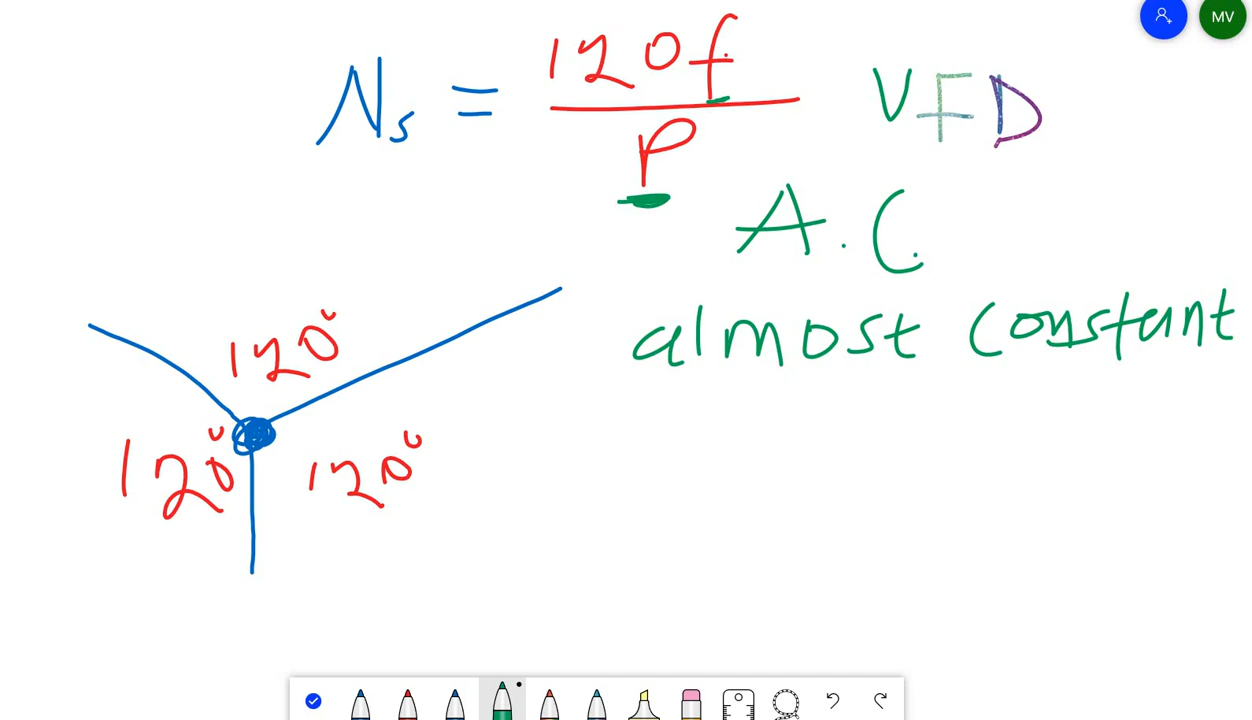 MV
Ns = 120f / P
VFD
A.C.
almost constant
120°
120°
120°